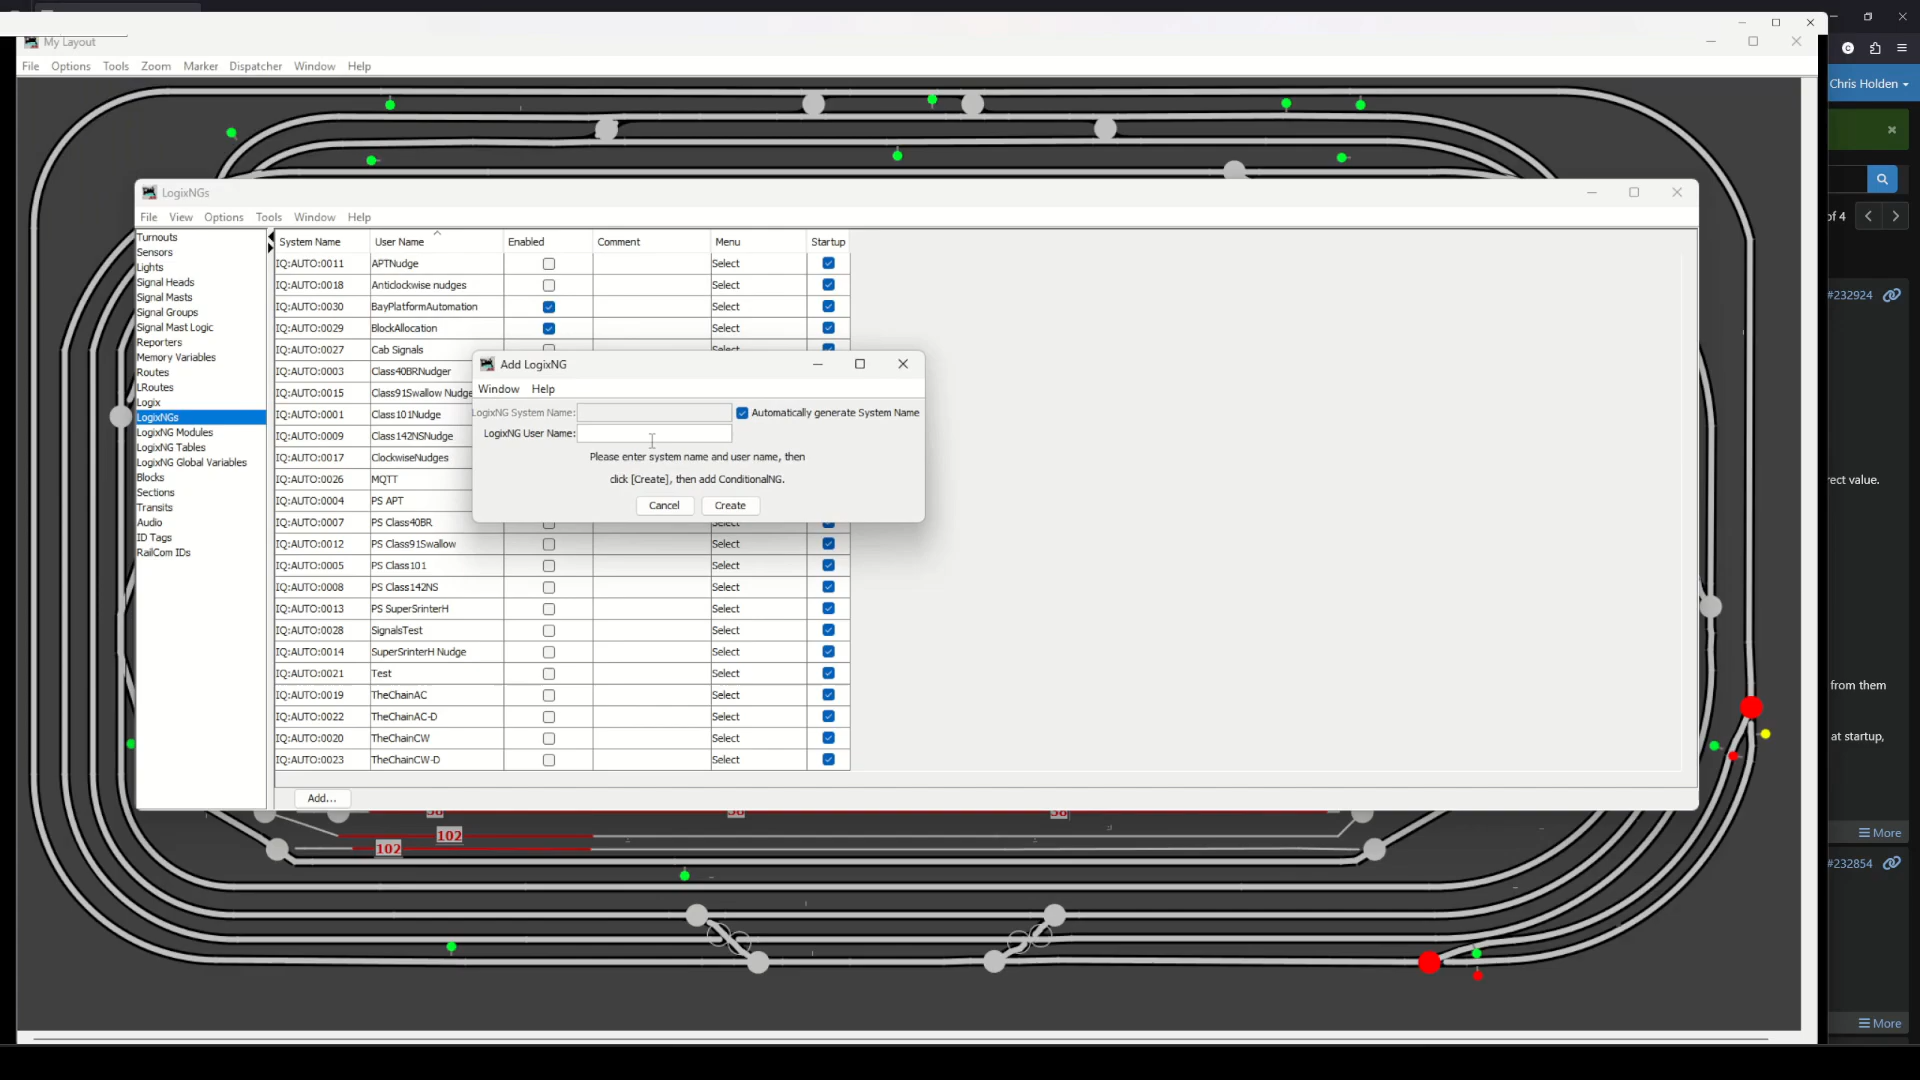 My Layout
File Options Tools Zoom Marker Dispatcher Window Help
Chris Holden
of 4
#232924
rect value.
from them
at startup,
More
#232854
More
LogixNGs
File View Options Tools Window Help
Turnouts
Sensors
Lights
Signal Heads
Signal Masts
Signal Groups
Signal Mast Logic
Reporters
Memory Variables
Routes
LRoutes
Logix
LogixNGs
LogixNG Modules
LogixNG Tables
LogixNG Global Variables
Blocks
Sections
Transits
Audio
ID Tags
RailCom IDs
System Name User Name Enabled Comment Menu Startup
IQ:AUTO:0011 APTNudge Select
IQ:AUTO:0018 Anticlockwise nudges Select
IQ:AUTO:0030 BayPlatformAutomation Select
IQ:AUTO:0029 BlockAllocation Select
IQ:AUTO:0027 Cab Signals Select
IQ:AUTO:0003 Class40BRNudger
IQ:AUTO:0015 Class91Swallow Nudge
IQ:AUTO:0001 Class101Nudge
IQ:AUTO:0009 Class142NSNudge
IQ:AUTO:0017 ClockwiseNudges
IQ:AUTO:0026 MQTT
IQ:AUTO:0004 PS APT
IQ:AUTO:0007 PS Class40BR Select
IQ:AUTO:0012 PS Class91Swallow Select
IQ:AUTO:0005 PS Class101 Select
IQ:AUTO:0008 PS Class142NS Select
IQ:AUTO:0013 PS SuperSrinterH Select
IQ:AUTO:0028 SignalsTest Select
IQ:AUTO:0014 SuperSrinterH Nudge Select
IQ:AUTO:0021 Test Select
IQ:AUTO:0019 TheChainAC Select
IQ:AUTO:0022 TheChainAC-D Select
IQ:AUTO:0020 TheChainCW Select
IQ:AUTO:0023 TheChainCW-D Select
Add...
Add LogixNG
Window Help
LogixNG System Name: Automatically generate System Name
LogixNG User Name:
Please enter system name and user name, then
click [Create], then add ConditionalNG.
Cancel Create
102
102